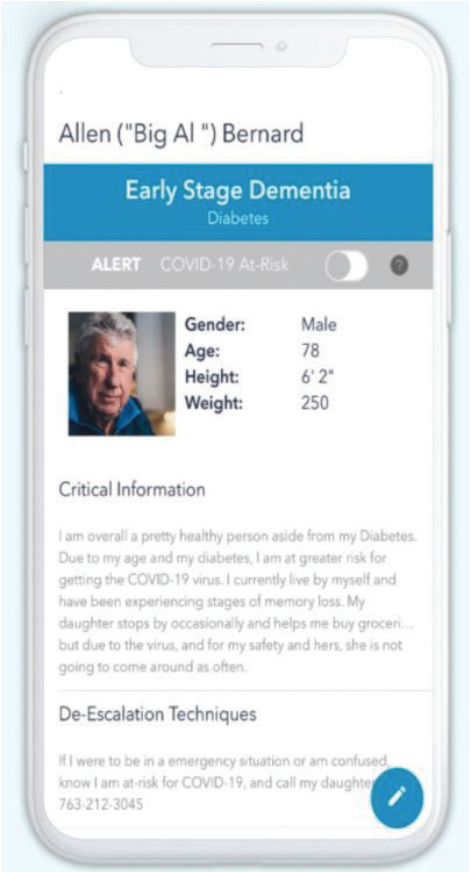 Allen ("Big Al ") Bernard
Early Stage Dementia
Diabetes
ALERT COVID-19 At-Risk ?
Gender: Male
Age: 78
Height: 6' 2"
Weight: 250
Critical Information
I am overall a pretty healthy person aside from my Diabetes.
Due to my age and my diabetes, I am at greater risk for
getting the COVID-19 virus. I currently live by myself and
have been experiencing stages of memory loss. My
daughter stops by occasionally and helps me buy groceri...
but due to the virus, and for my safety and hers, she is not
going to come around as often.
De-Escalation Techniques
If I were to be in a emergency situation or am confused,
know I am at-risk for COVID-19, and call my daughter
763-212-3045